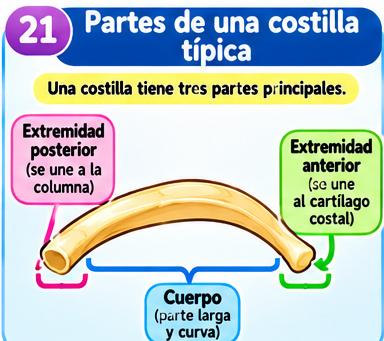 21
Partes de una costilla
típica
Una costilla tiene tres partes principales.
Extremidad
posterior
(se une a la
columna)
Extremidad
anterior
(se une
al cartílago
costal)
Cuerpo
(parte larga
y curva)